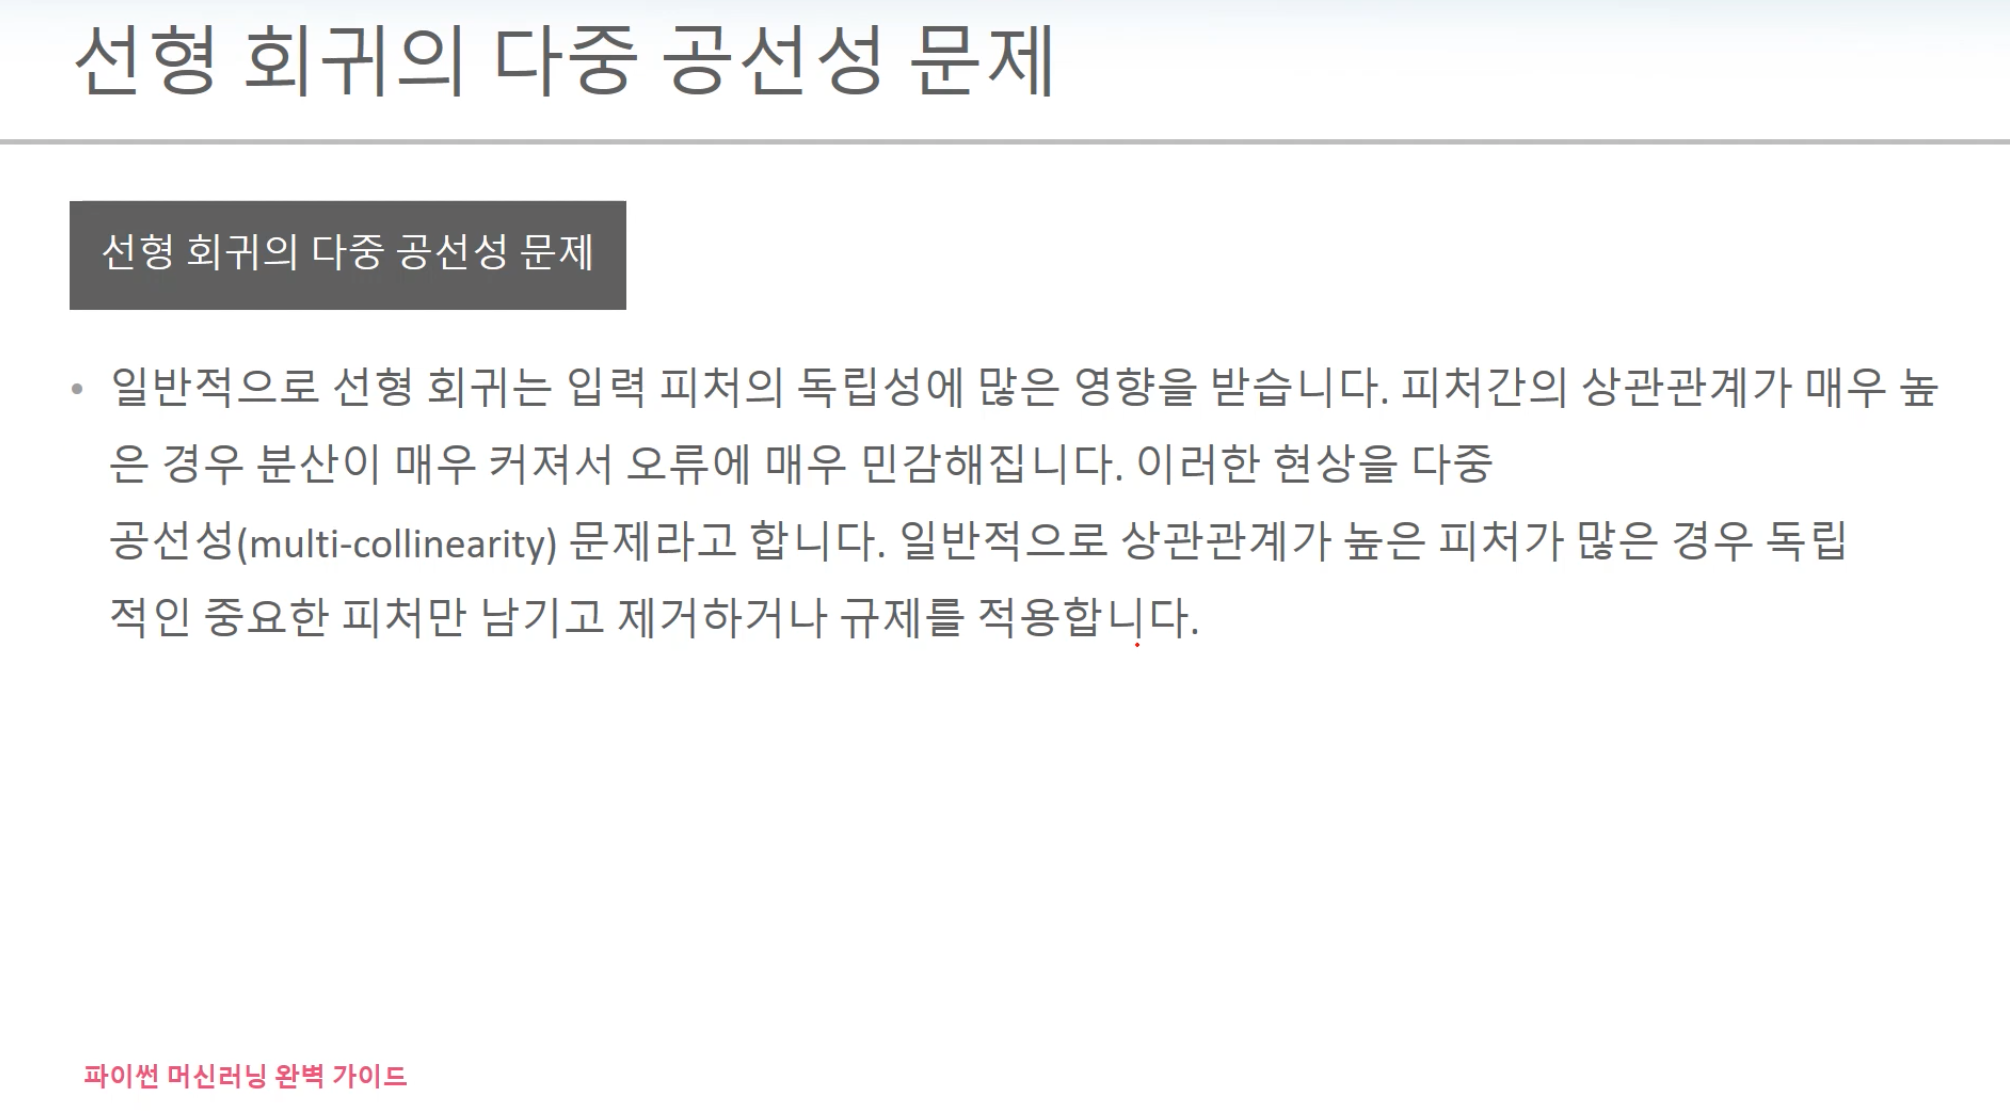 선형 회귀의 다중 공선성 문제
선형 회귀의 다중 공선성 문제
• 일반적으로 선형 회귀는 입력 피처의 독립성에 많은 영향을 받습니다. 피처간의 상관관계가 매우 높
은 경우 분산이 매우 커져서 오류에 매우 민감해집니다. 이러한 현상을 다중
공선성(multi-collinearity) 문제라고 합니다. 일반적으로 상관관계가 높은 피처가 많은 경우 독립
적인 중요한 피처만 남기고 제거하거나 규제를 적용합니다.
파이썬 머신러닝 완벽 가이드